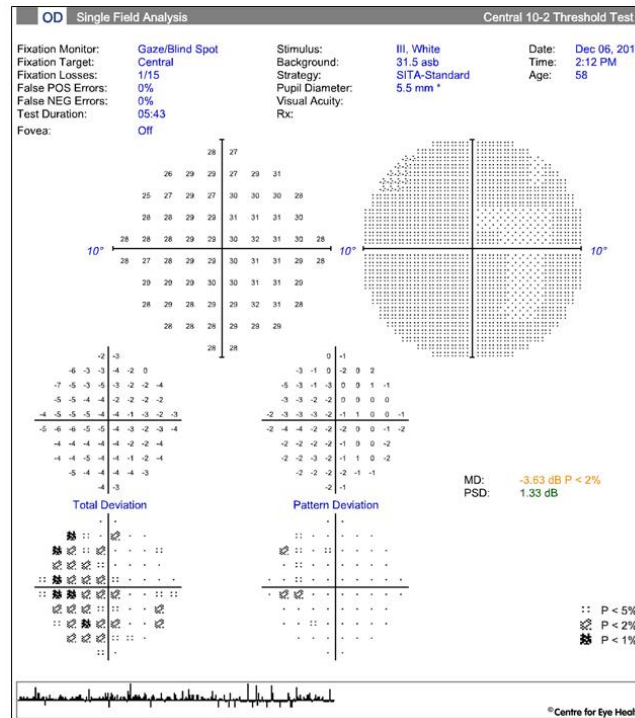 OD Single Field Analysis Central 10-2 Threshold Test
Fixation Monitor: Gaze/Blind Spot Stimulus: III, White Date: Dec 06, 201
Fixation Target: Central Background: 31.5 asb Time: 2:12 PM
Fixation Losses: 1/15 Strategy: SITA-Standard Age: 58
False POS Errors: 0% Pupil Diameter: 5.5 mm *
False NEG Errors: 0% Visual Acuity:
Test Duration: 05:43 Rx:
Fovea: Off
28 27
26 29 29 27 29 31
25 27 29 27 30 30 30 28
28 28 29 29 31 31 31 30
28 28 28 29 29 30 32 31 30 28
10° 10° 10°
28 27 28 29 29 30 30 31 31 29
29 29 29 29 30 31 31 29
28 29 28 29 29 32 31 28
28 28 28 29 29 29
28 28
-2 -3
-6 -3 -3 -4 -2 0
-7 -5 -3 -5 -3 -2 -2 -4
-5 -5 -4 -4 -2 -2 -2 -2
-4 -5 -5 -4 -5 -4 -1 -3 -2 -3
-5 -6 -6 -5 -4 -4 -3 -2 -3 -4
-4 -4 -4 -5 -4 -2 -2 -4
-4 -4 -5 -4 -4 -1 -2 -4
-5 -4 -4 -4 -4 -3
-4 -3
0 -1
-3 -1 0 -2 0 2
-5 -3 -1 -3 0 0 1 -1
-3 -3 -2 -2 0 0 0 0
-2 -3 -3 -2 -2 -1 1 0 0 -1
-2 -4 -4 -2 -2 -2 0 0 -1 -2
-2 -2 -2 -2 -1 0 0 -2
-2 -2 -3 -2 -2 1 0 -2
-2 -2 -2 -2 -1 -1
-2 -1
MD: -3.63 dB P < 2%
PSD: 1.33 dB
Total Deviation Pattern Deviation
P < 5%
P < 2%
P < 1%
©Centre for Eye Heal